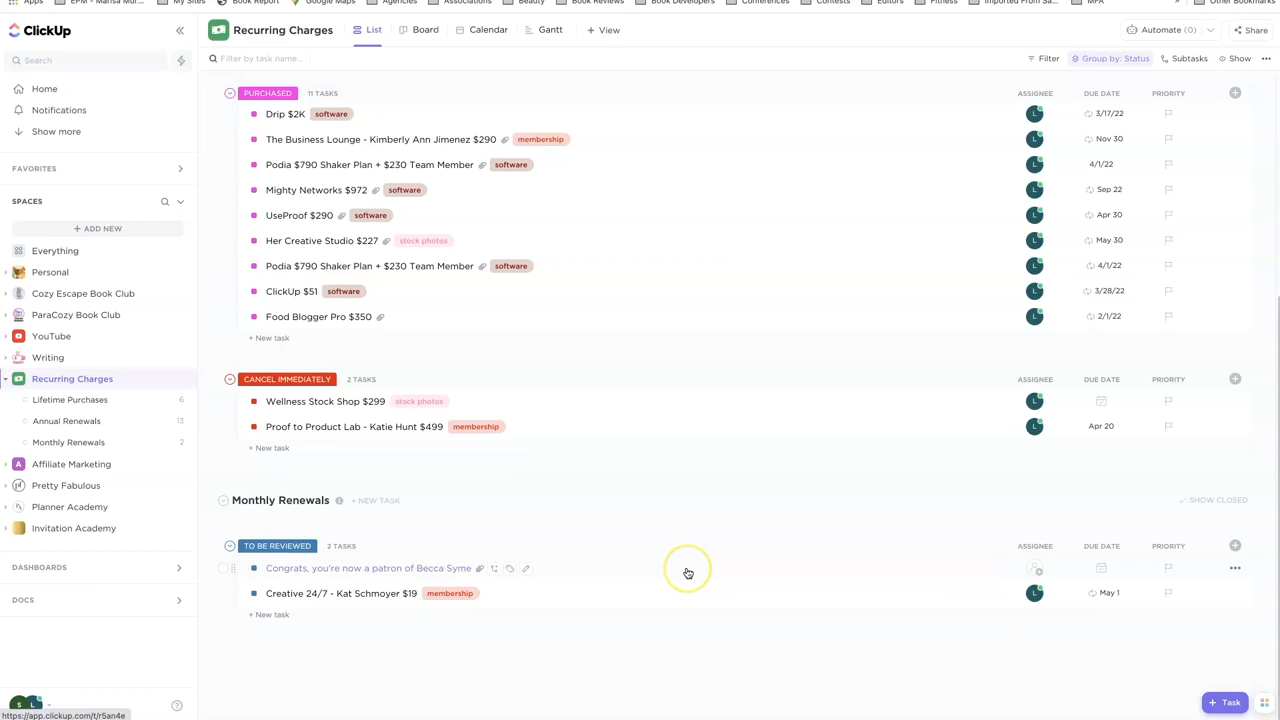 Apps EPM - Marisa Mur... My Sites Book Report Google Maps Agencies Associations Beauty Book Reviews Book Developers Conferences Contests Editors Fitness Imported From Sa... MFA » Other Bookmarks
ClickUp
Recurring Charges List Board Calendar Gantt + View Automate (0) Share
Search
Filter by task name... Filter Group by: Status Subtasks Show
Home
Notifications
Show more
FAVORITES
SPACES
+ ADD NEW
Everything
Personal
Cozy Escape Book Club
ParaCozy Book Club
YouTube
Writing
Recurring Charges
Lifetime Purchases 6
Annual Renewals 13
Monthly Renewals 2
A Affiliate Marketing
Pretty Fabulous
Planner Academy
Invitation Academy
DASHBOARDS
DOCS
S L
https://app.clickup.com/t/r5an4e
PURCHASED 11 TASKS ASSIGNEE DUE DATE PRIORITY
Drip $2K software L 3/17/22
The Business Lounge - Kimberly Ann Jimenez $290 membership L Nov 30
Podia $790 Shaker Plan + $230 Team Member software L 4/1/22
Mighty Networks $972 software L Sep 22
UseProof $290 software L Apr 30
Her Creative Studio $227 stock photos L May 30
Podia $790 Shaker Plan + $230 Team Member software L 4/1/22
ClickUp $51 software L 3/28/22
Food Blogger Pro $350 L 2/1/22
+ New task
CANCEL IMMEDIATELY 2 TASKS ASSIGNEE DUE DATE PRIORITY
Wellness Stock Shop $299 stock photos L
Proof to Product Lab - Katie Hunt $499 membership L Apr 20
+ New task
Monthly Renewals + NEW TASK SHOW CLOSED
TO BE REVIEWED 2 TASKS ASSIGNEE DUE DATE PRIORITY
Congrats, you're now a patron of Becca Syme
Creative 24/7 - Kat Schmoyer $19 membership L May 1
+ New task
+ Task